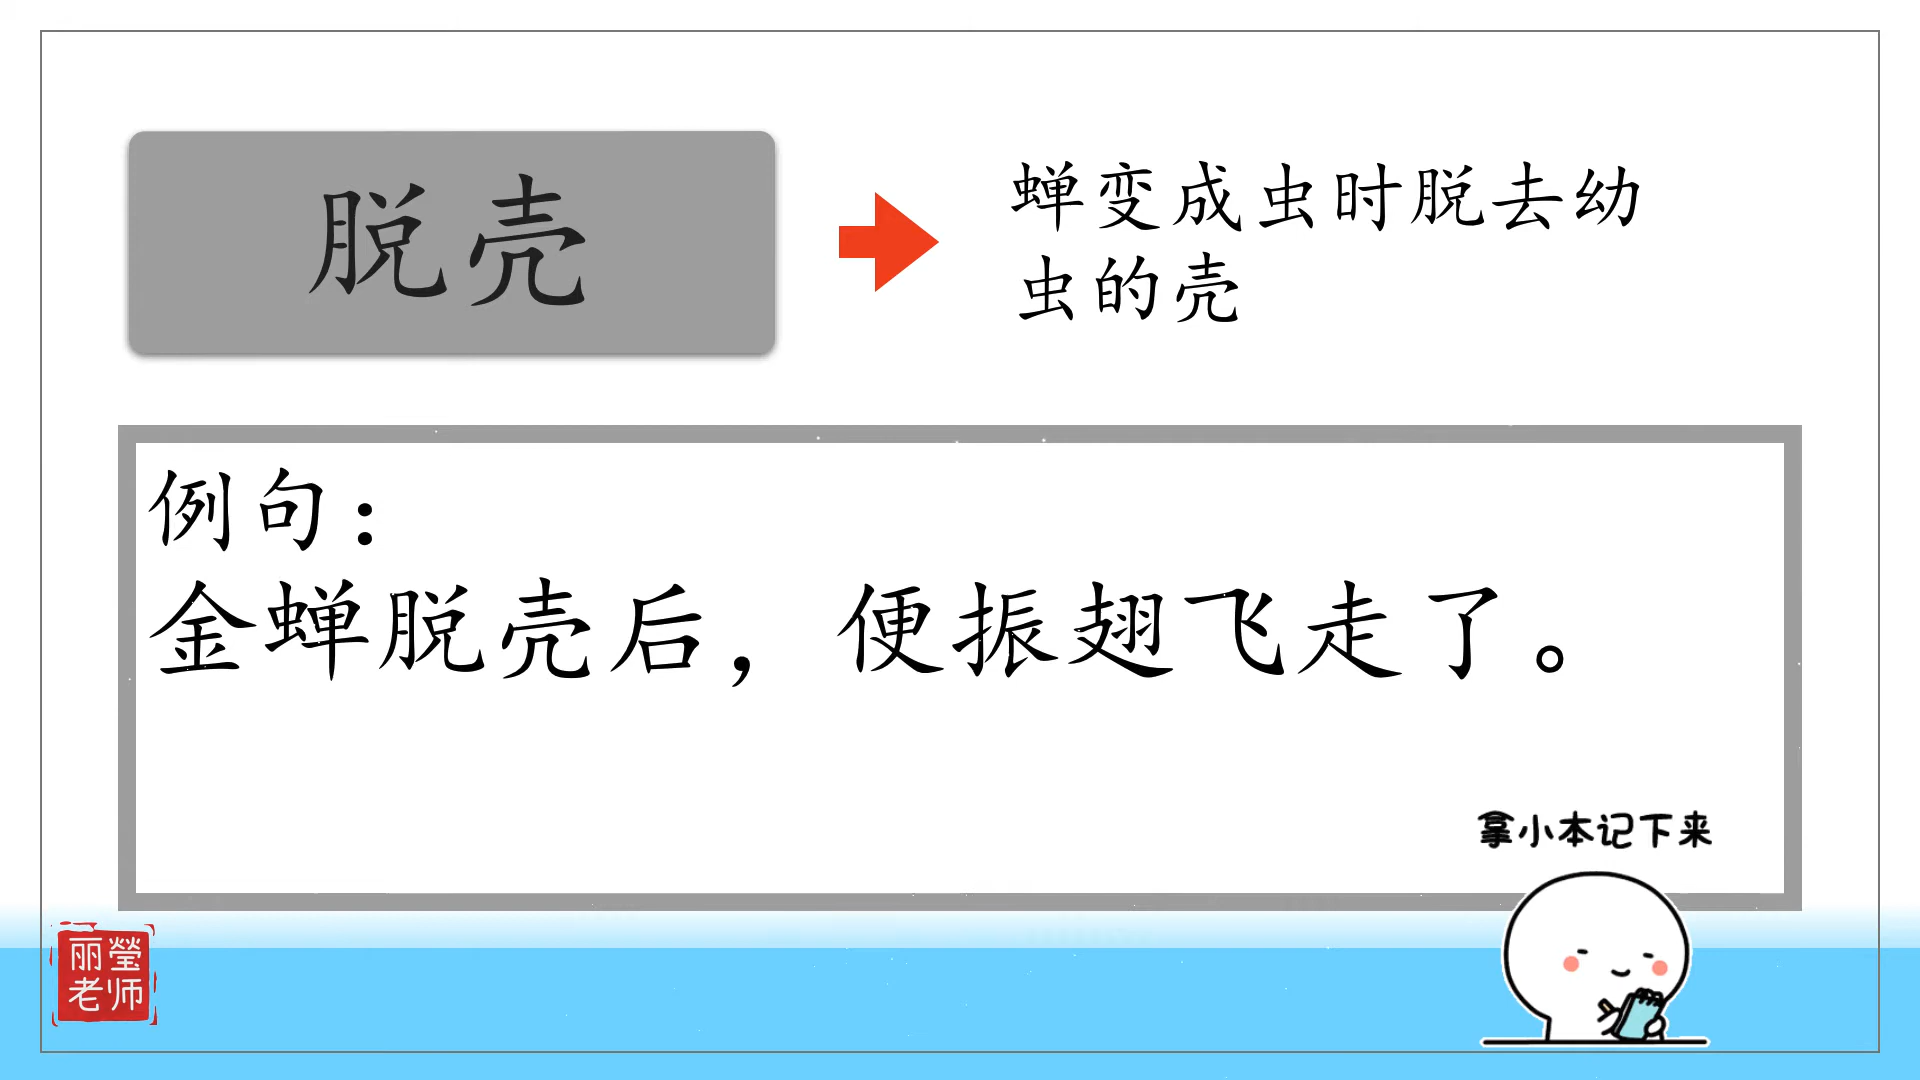 脱壳
蝉变成虫时脱去幼
虫的壳
例句：
金蝉脱壳后，便振翅飞走了。
拿小本记下来
丽莹
老师